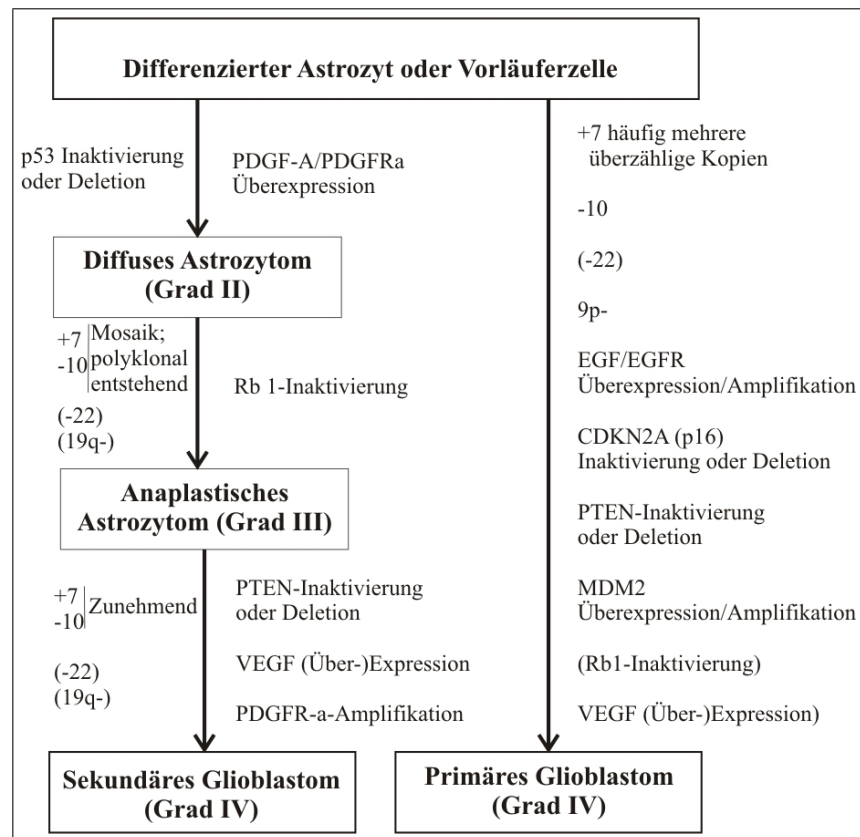 Differenzierter Astrozyt oder Vorläuferzelle
p53 Inaktivierung
oder Deletion
PDGF-A/PDGFRa
Überexpression
Diffuses Astrozytom
(Grad II)
+7
-10
Mosaik;
polyklonal
entstehend
(-22)
(19q-)
Rb 1-Inaktivierung
Anaplastisches
Astrozytom (Grad III)
+7
-10
Zunehmend
(-22)
(19q-)
PTEN-Inaktivierung
oder Deletion
VEGF (Über-)Expression
PDGFR-a-Amplifikation
Sekundäres Glioblastom
(Grad IV)
+7 häufig mehrere
überzählige Kopien
-10
(-22)
9p-
EGF/EGFR
Überexpression/Amplifikation
CDKN2A (p16)
Inaktivierung oder Deletion
PTEN-Inaktivierung
oder Deletion
MDM2
Überexpression/Amplifikation
(Rb1-Inaktivierung)
VEGF (Über-)Expression)
Primäres Glioblastom
(Grad IV)